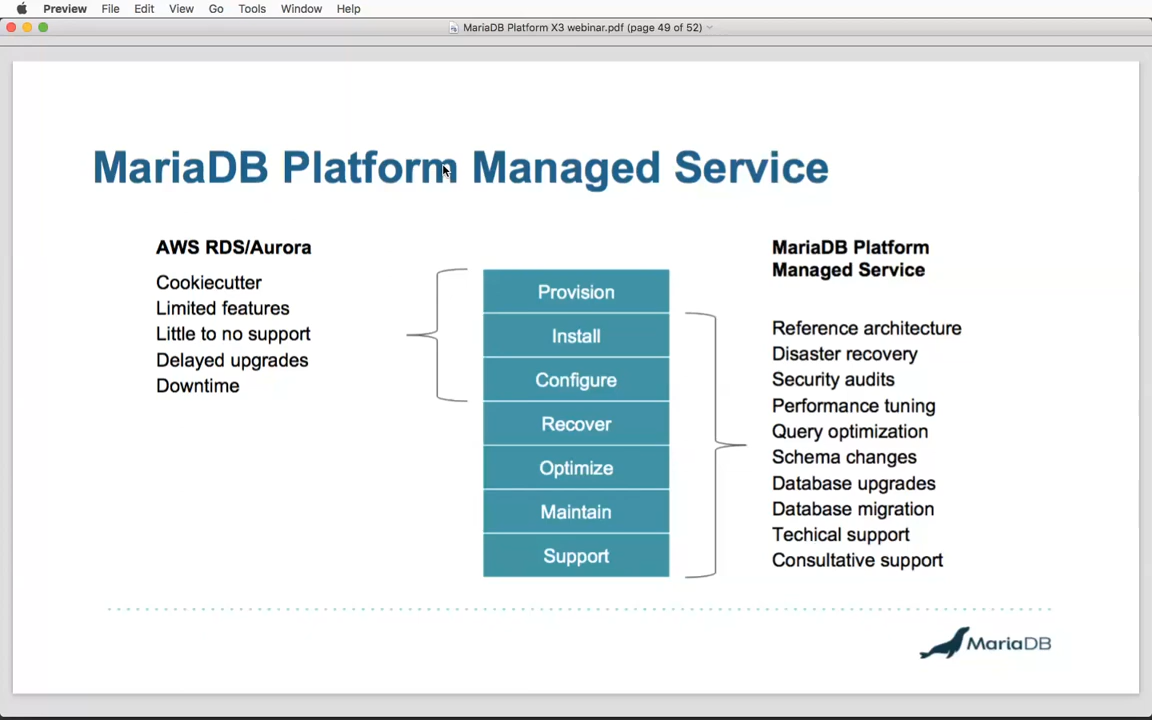 Preview File Edit View Go Tools Window Help
MariaDB Platform X3 webinar.pdf (page 49 of 52)
MariaDB Platform Managed Service
AWS RDS/Aurora
Cookiecutter
Limited features
Little to no support
Delayed upgrades
Downtime
Provision
Install
Configure
Recover
Optimize
Maintain
Support
MariaDB Platform
Managed Service
Reference architecture
Disaster recovery
Security audits
Performance tuning
Query optimization
Schema changes
Database upgrades
Database migration
Techical support
Consultative support
MariaDB